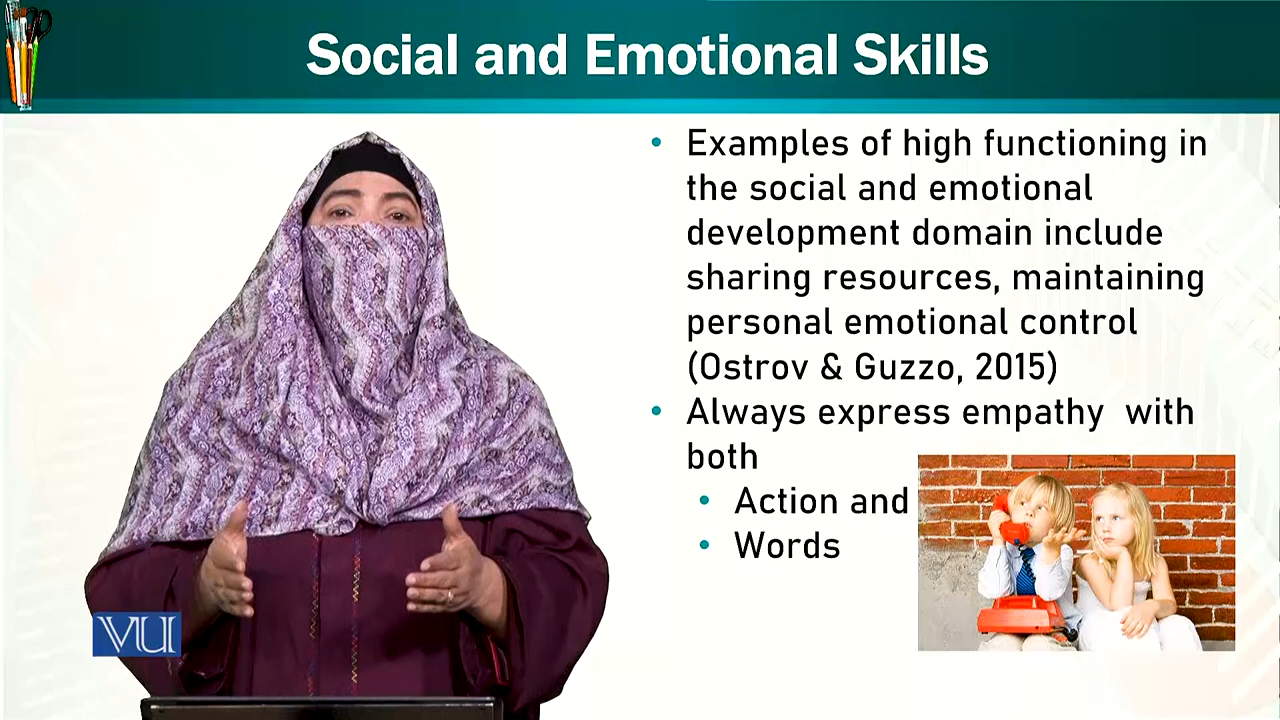 Social and Emotional Skills
• Examples of high functioning in
the social and emotional
development domain include
sharing resources, maintaining
personal emotional control
(Ostrov & Guzzo, 2015)
• Always express empathy with
both
• Action and
• Words
VU